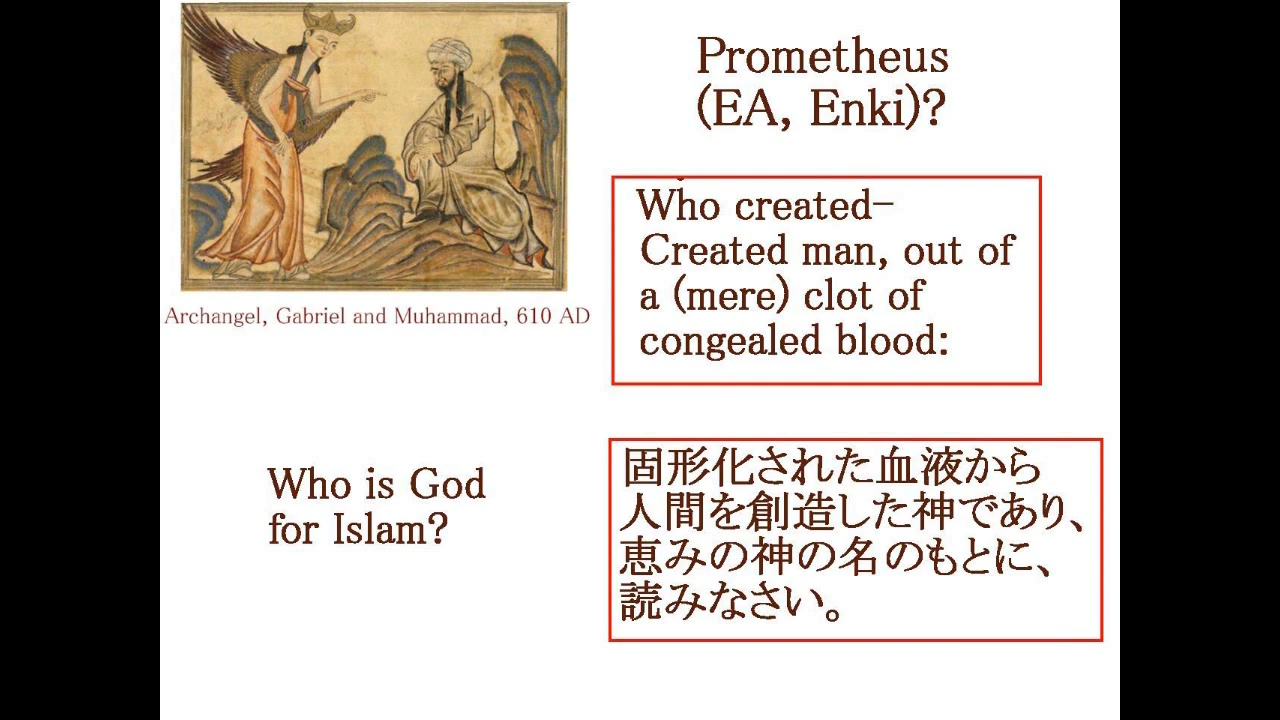 Prometheus
(EA, Enki)?
Who created–
Created man, out of
a (mere) clot of
congealed blood:
Archangel, Gabriel and Muhammad, 610 AD
Who is God
for Islam?
固形化された血液から
人間を創造した神であり、
恵みの神の名のもとに、
読みなさい。